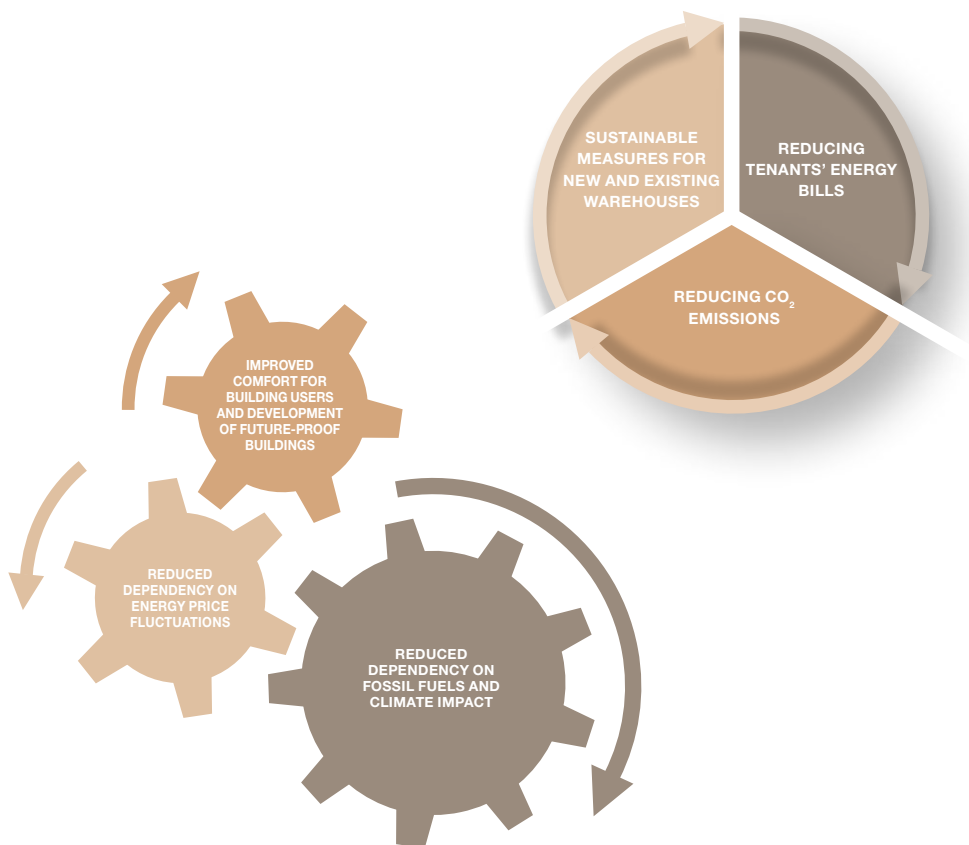 SUSTAINABLE
MEASURES FOR
NEW AND EXISTING
WAREHOUSES
REDUCING
TENANTS’ ENERGY
BILLS
REDUCING CO₂
EMISSIONS
IMPROVED
COMFORT FOR
BUILDING USERS
AND DEVELOPMENT
OF FUTURE-PROOF
BUILDINGS
REDUCED
DEPENDENCY ON
ENERGY PRICE
FLUCTUATIONS
REDUCED
DEPENDENCY ON
FOSSIL FUELS AND
CLIMATE IMPACT